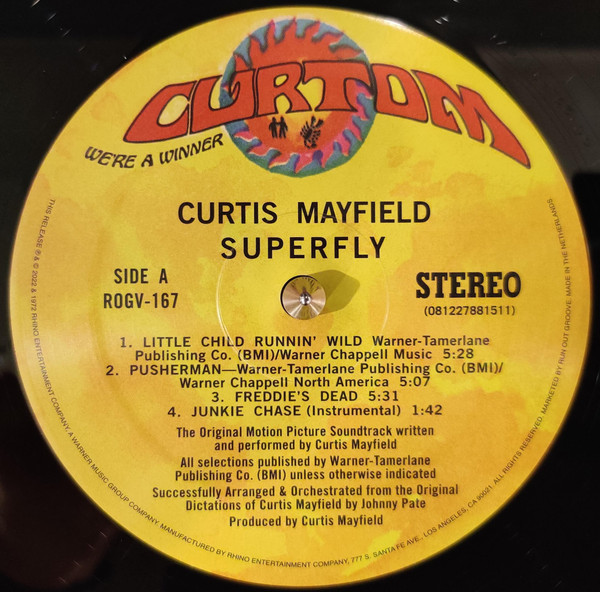 CURTOM
WE'RE A WINNER
CURTIS MAYFIELD
SUPERFLY
SIDE A
ROGV-167
STEREO
(081227881511)
1. LITTLE CHILD RUNNIN' WILD Warner-Tamerlane
Publishing Co. (BMI)/Warner Chappell Music 5:28
2. PUSHERMAN—Warner-Tamerlane Publishing Co. (BMI)/
Warner Chappell North America 5:07
3. FREDDIE'S DEAD 5:31
4. JUNKIE CHASE (Instrumental) 1:42
The Original Motion Picture Soundtrack written
and performed by Curtis Mayfield
All selections published by Warner-Tamerlane
Publishing Co. (BMI) unless otherwise indicated
Successfully Arranged & Orchestrated from the Original
Dictations of Curtis Mayfield by Johnny Pate
Produced by Curtis Mayfield
THIS RELEASE ℗ & © 2022 & 1972 RHINO ENTERTAINMENT COMPANY, A WARNER MUSIC GROUP COMPANY. MANUFACTURED BY RHINO ENTERTAINMENT COMPANY, 777 S. SANTA FE AVE., LOS ANGELES, CA 90021. ALL RIGHTS RESERVED. MARKETED BY RUN OUT GROOVE. MADE IN THE NETHERLANDS